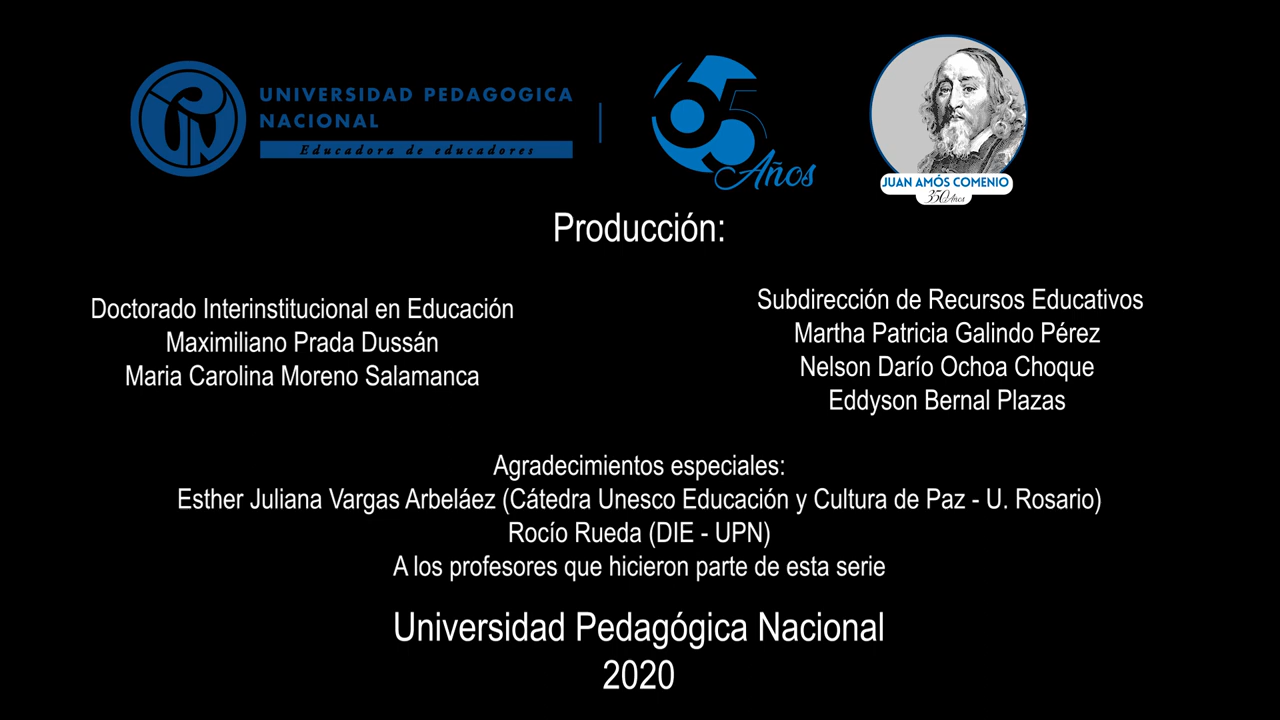 UNIVERSIDAD PEDAGOGICA
NACIONAL
Educadora de educadores
65
Años
JUAN AMÓS COMENIO
350 Años
Producción:
Doctorado Interinstitucional en Educación
Maximiliano Prada Dussán
Maria Carolina Moreno Salamanca
Subdirección de Recursos Educativos
Martha Patricia Galindo Pérez
Nelson Darío Ochoa Choque
Eddyson Bernal Plazas
Agradecimientos especiales:
Esther Juliana Vargas Arbeláez (Cátedra Unesco Educación y Cultura de Paz - U. Rosario)
Rocío Rueda (DIE - UPN)
A los profesores que hicieron parte de esta serie
Universidad Pedagógica Nacional
2020